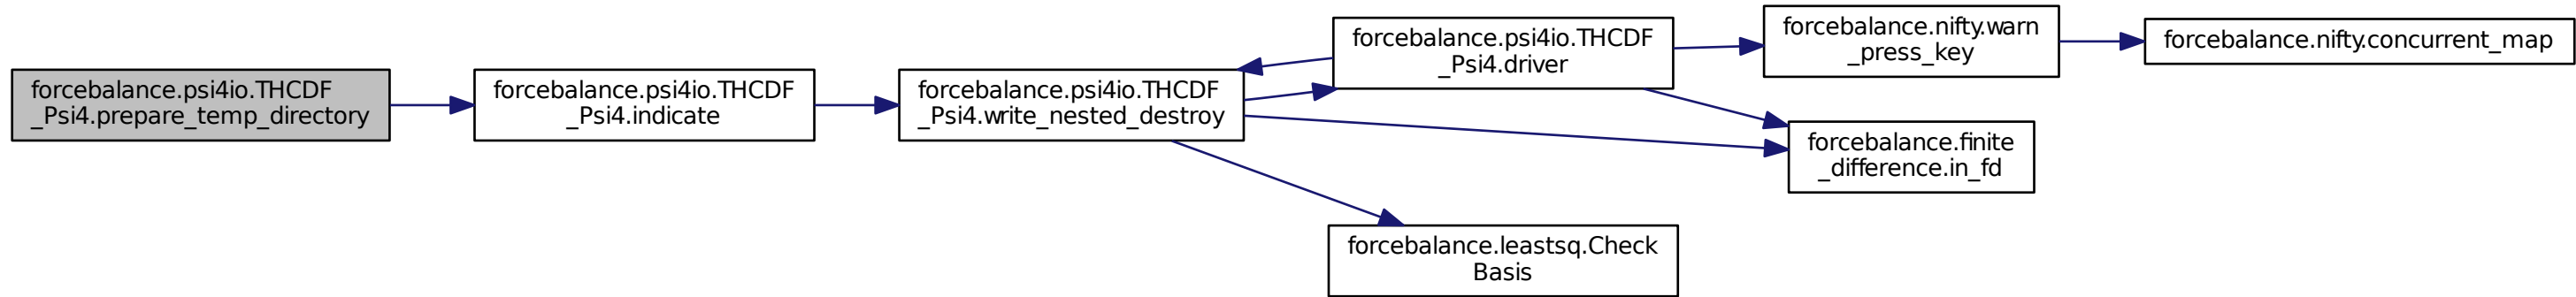 forcebalance.psi4io.THCDF
_Psi4.prepare_temp_directory
forcebalance.psi4io.THCDF
_Psi4.indicate
forcebalance.psi4io.THCDF
_Psi4.write_nested_destroy
forcebalance.psi4io.THCDF
_Psi4.driver
forcebalance.nifty.warn
_press_key
forcebalance.nifty.concurrent_map
forcebalance.finite
_difference.in_fd
forcebalance.leastsq.Check
Basis